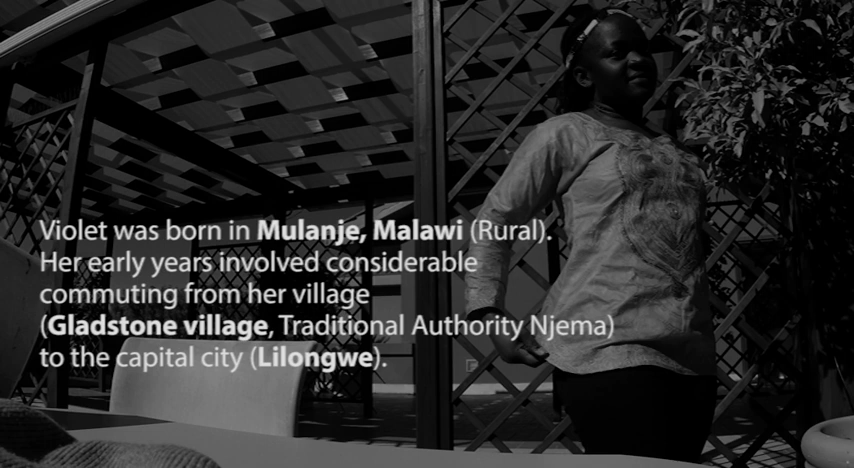 Violet was born in Mulanje, Malawi (Rural).
Her early years involved considerable
commuting from her village
(Gladstone village, Traditional Authority Njema)
to the capital city (Lilongwe).